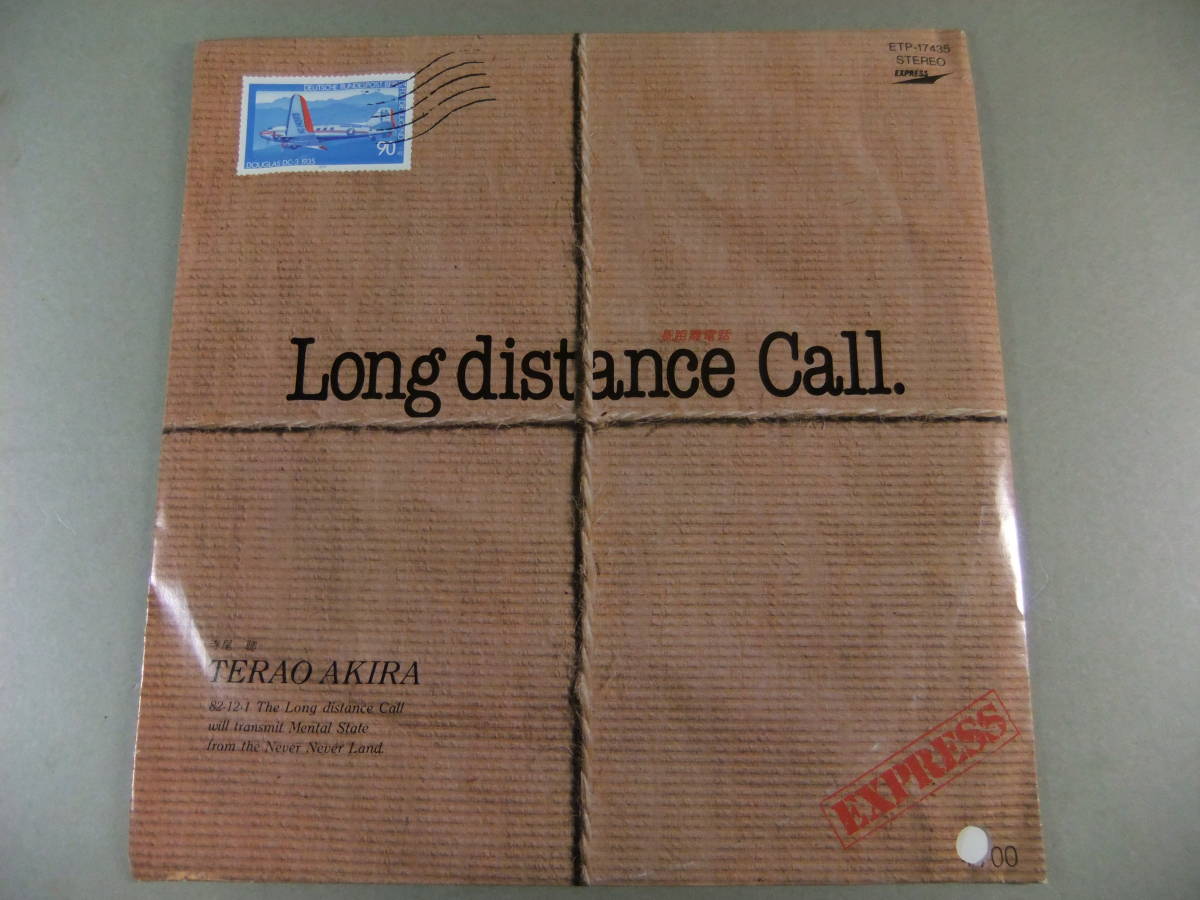 ETP-17435
STEREO
EXPRESS
DEUTSCHE BUNDESPOST
90
DOUGLAS DC-3 1935
長距離電話
Long distance Call.
寺尾 聰
TERAO AKIRA
82·12·1 The Long distance Call
will transmit Mental State
from the Never Never Land.
EXPRESS
00